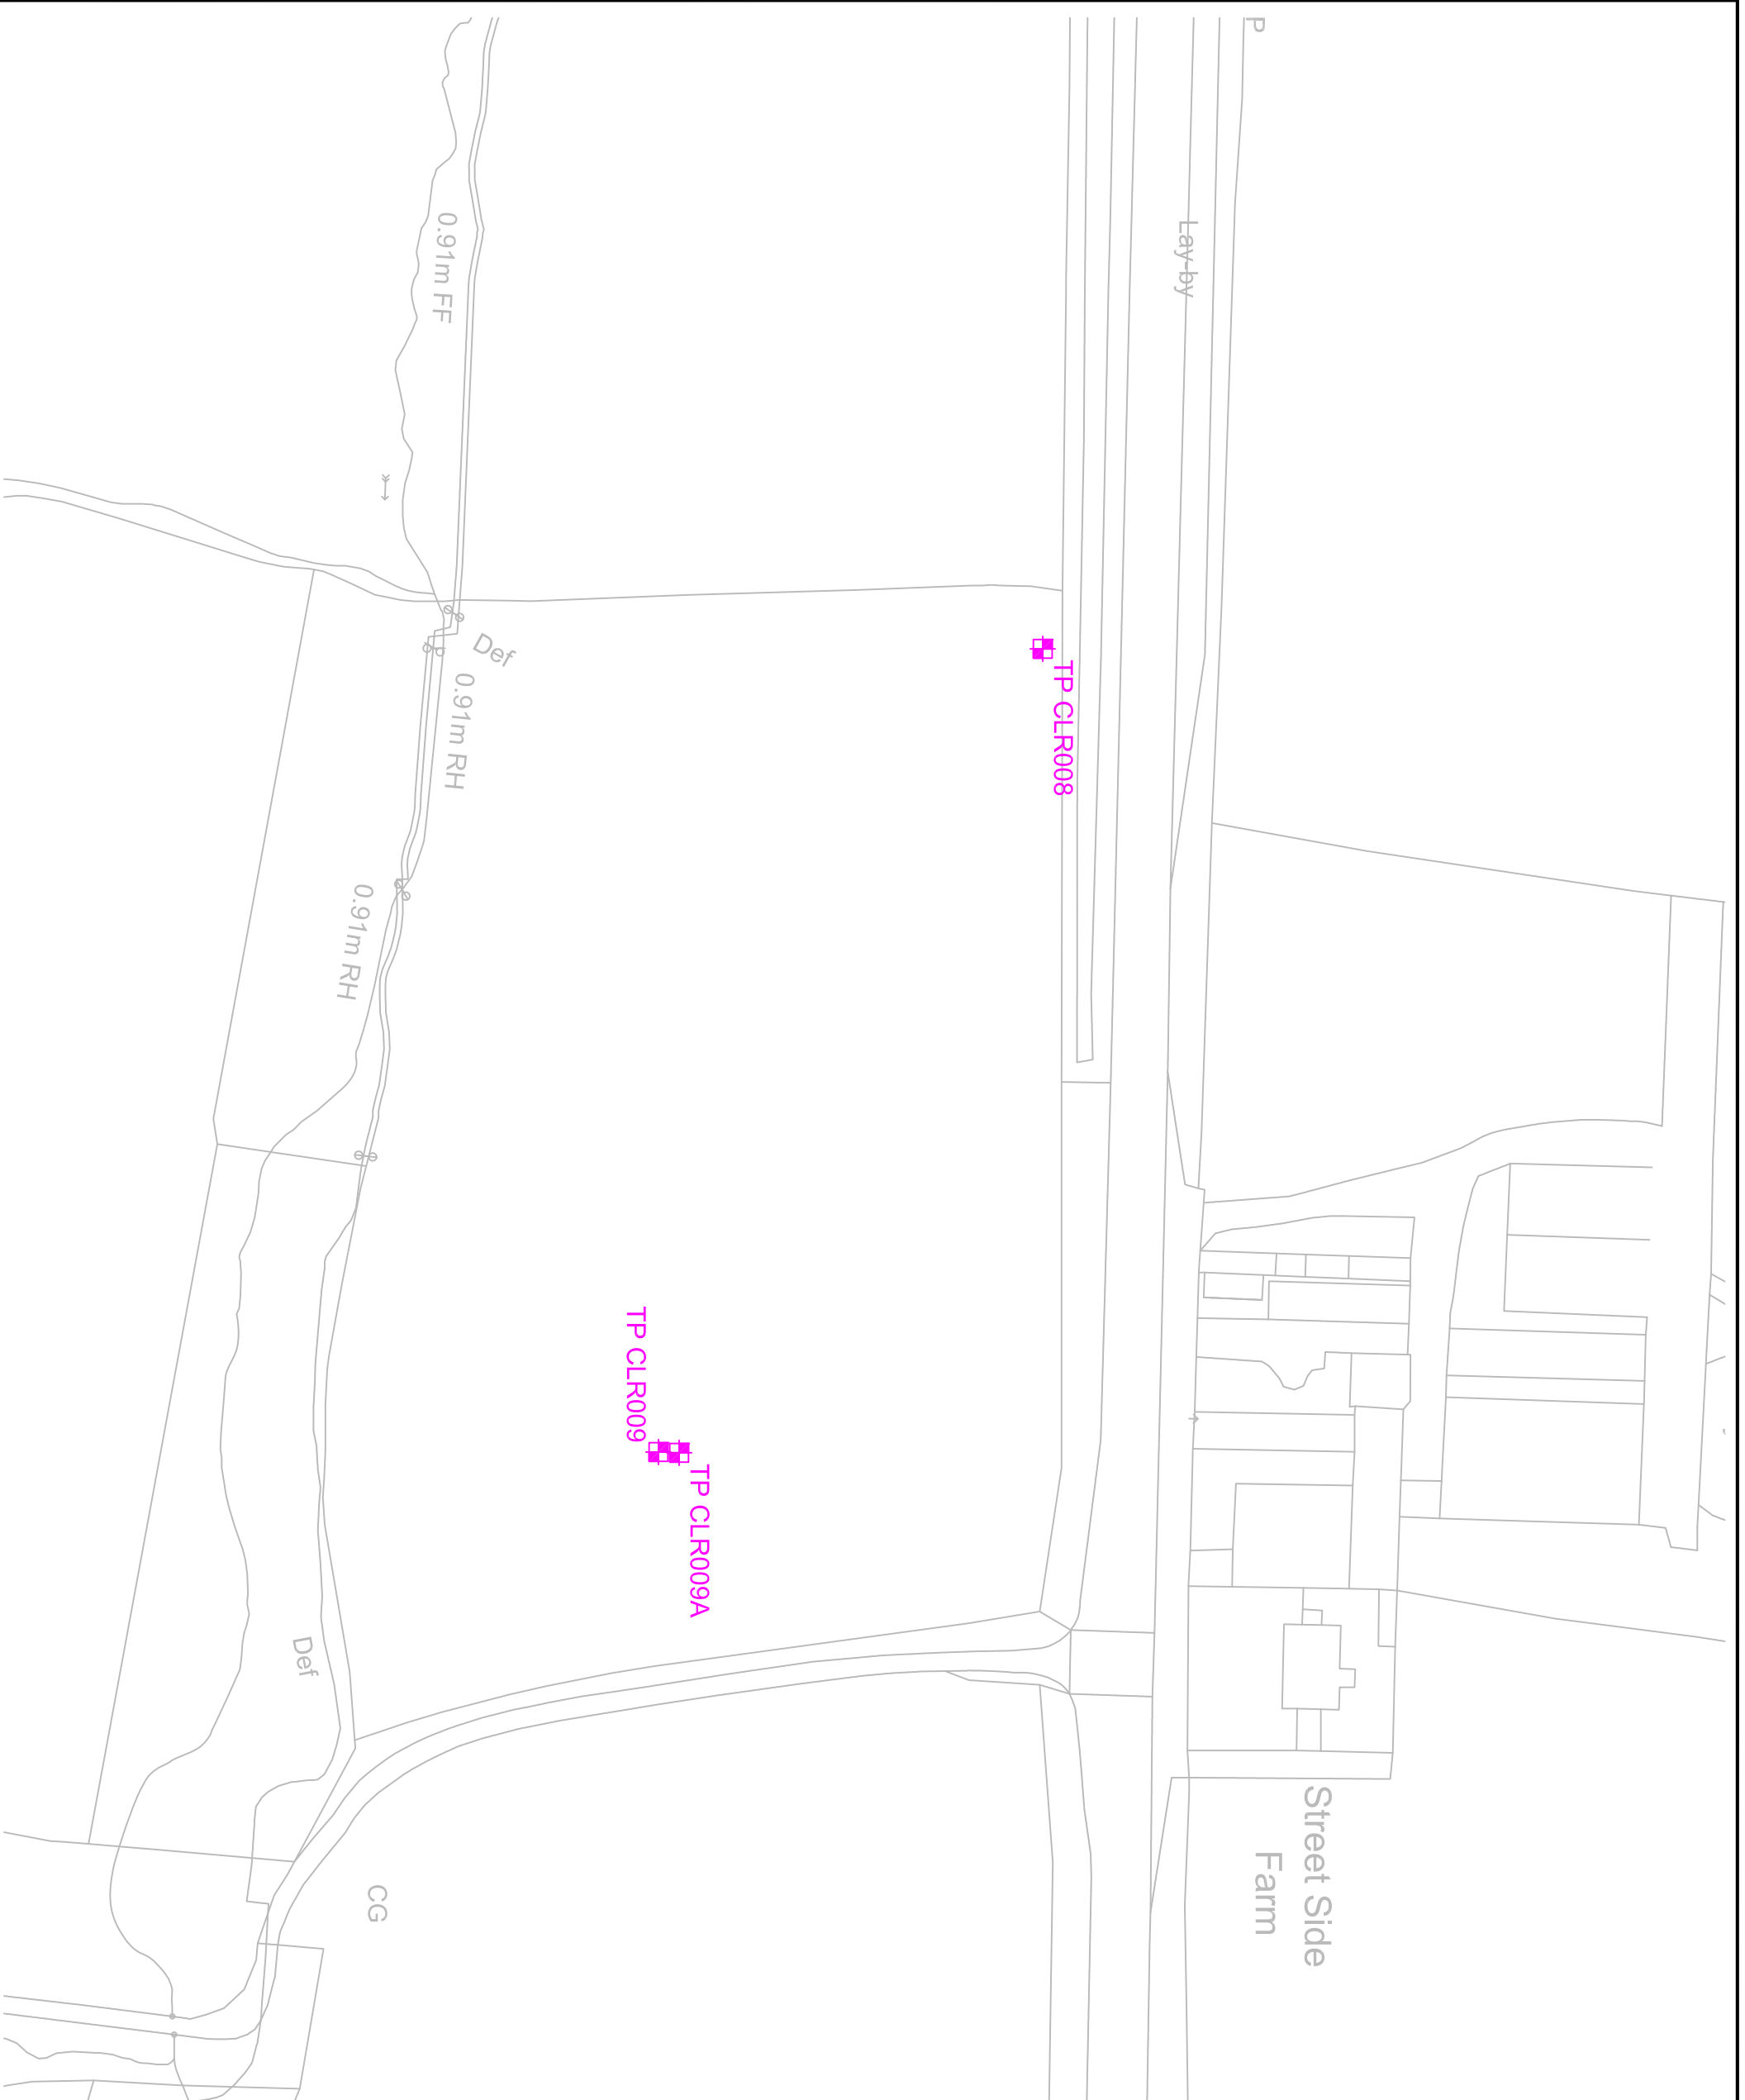 P
Lay-by
0.91m FF
Def
0.91m RH
TP CLR008
0.91m RH
TP CLR009
TP CLR009A
Def
Street Side
Farm
CG